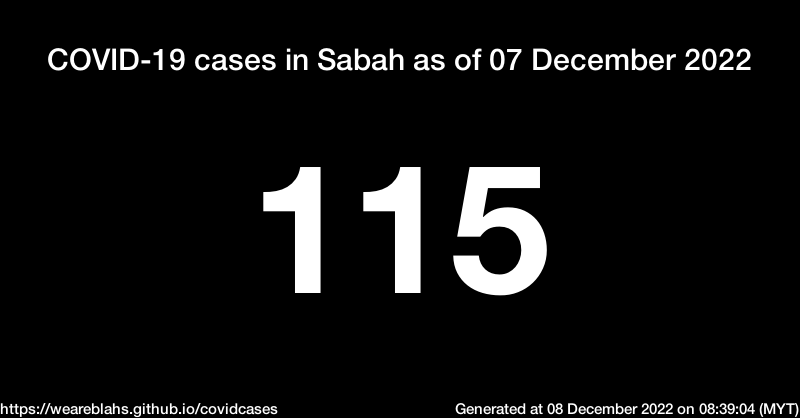 COVID-19 cases in Sabah as of 07 December 2022
115
https://weareblahs.github.io/covidcases
Generated at 08 December 2022 on 08:39:04 (MYT)